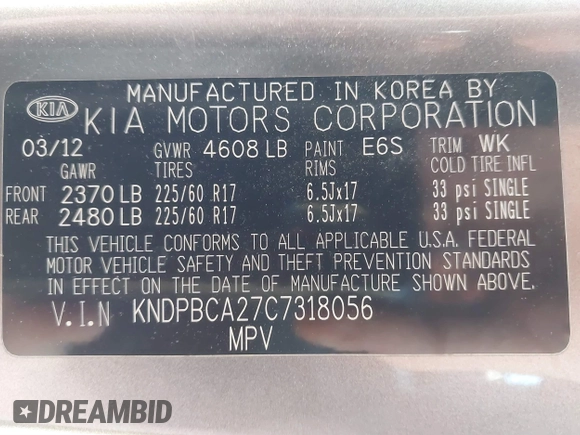 MANUFACTURED IN KOREA BY
KIA KIA MOTORS CORPORATION
03/12 GVWR 4608 LB PAINT E6S TRIM WK
GAWR TIRES RIMS COLD TIRE INFL
FRONT 2370 LB 225/60 R17 6.5Jx17 33 psi SINGLE
REAR 2480 LB 225/60 R17 6.5Jx17 33 psi SINGLE
THIS VEHICLE CONFORMS TO ALL APPLICABLE U.S.A. FEDERAL
MOTOR VEHICLE SAFETY AND THEFT PREVENTION STANDARDS
IN EFFECT ON THE DATE OF MANUFACTURE SHOWN ABOVE.
V.I.N KNDPBCA27C7318056
MPV
DREAMBID